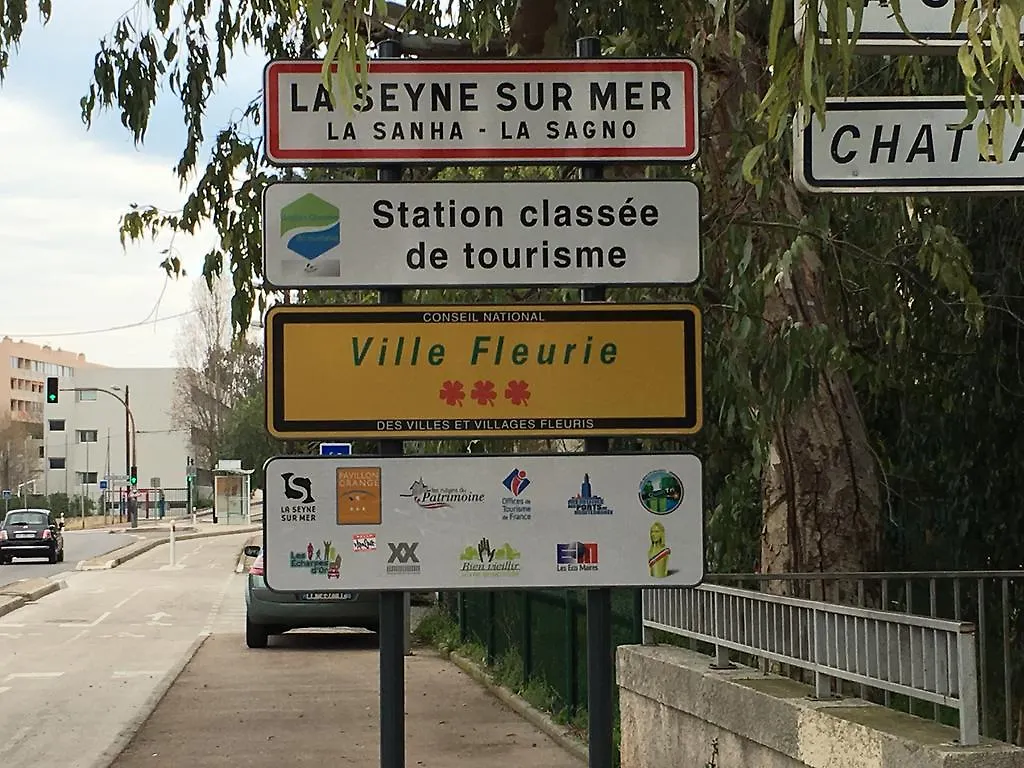 LA SEYNE SUR MER
LA SANHA - LA SAGNO
Station classée
de tourisme
CONSEIL NATIONAL
Ville Fleurie
DES VILLES ET VILLAGES FLEURIS
LA SEYNE
SUR MER
PAVILLON
ORANGE
Patrimoine
Offices de
Tourisme
de France
Les Echarpes
d'Or
XX
Bien vieillir
Les Eco Maires